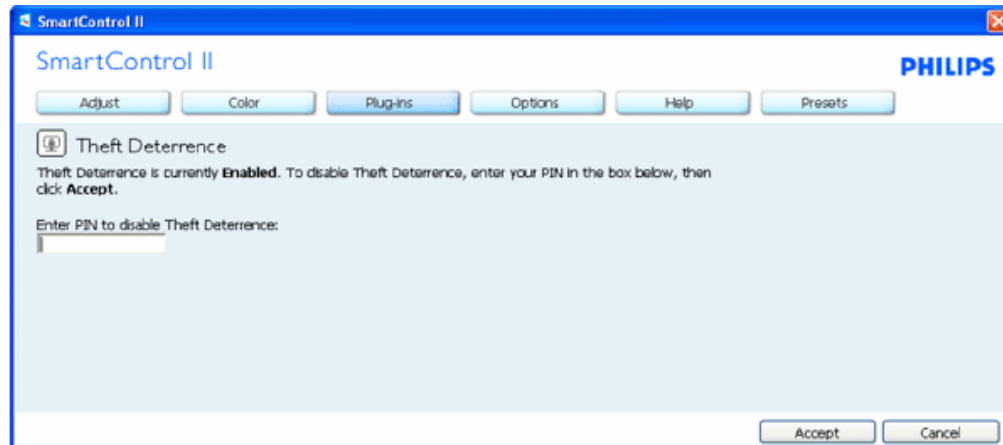 SmartControl II
SmartControl II
PHILIPS
Adjust Color Plug-ins Options Help Presets
Theft Deterrence
Theft Deterrence is currently Enabled. To disable Theft Deterrence, enter your PIN in the box below, then
click Accept.
Enter PIN to disable Theft Deterrence:
Accept Cancel